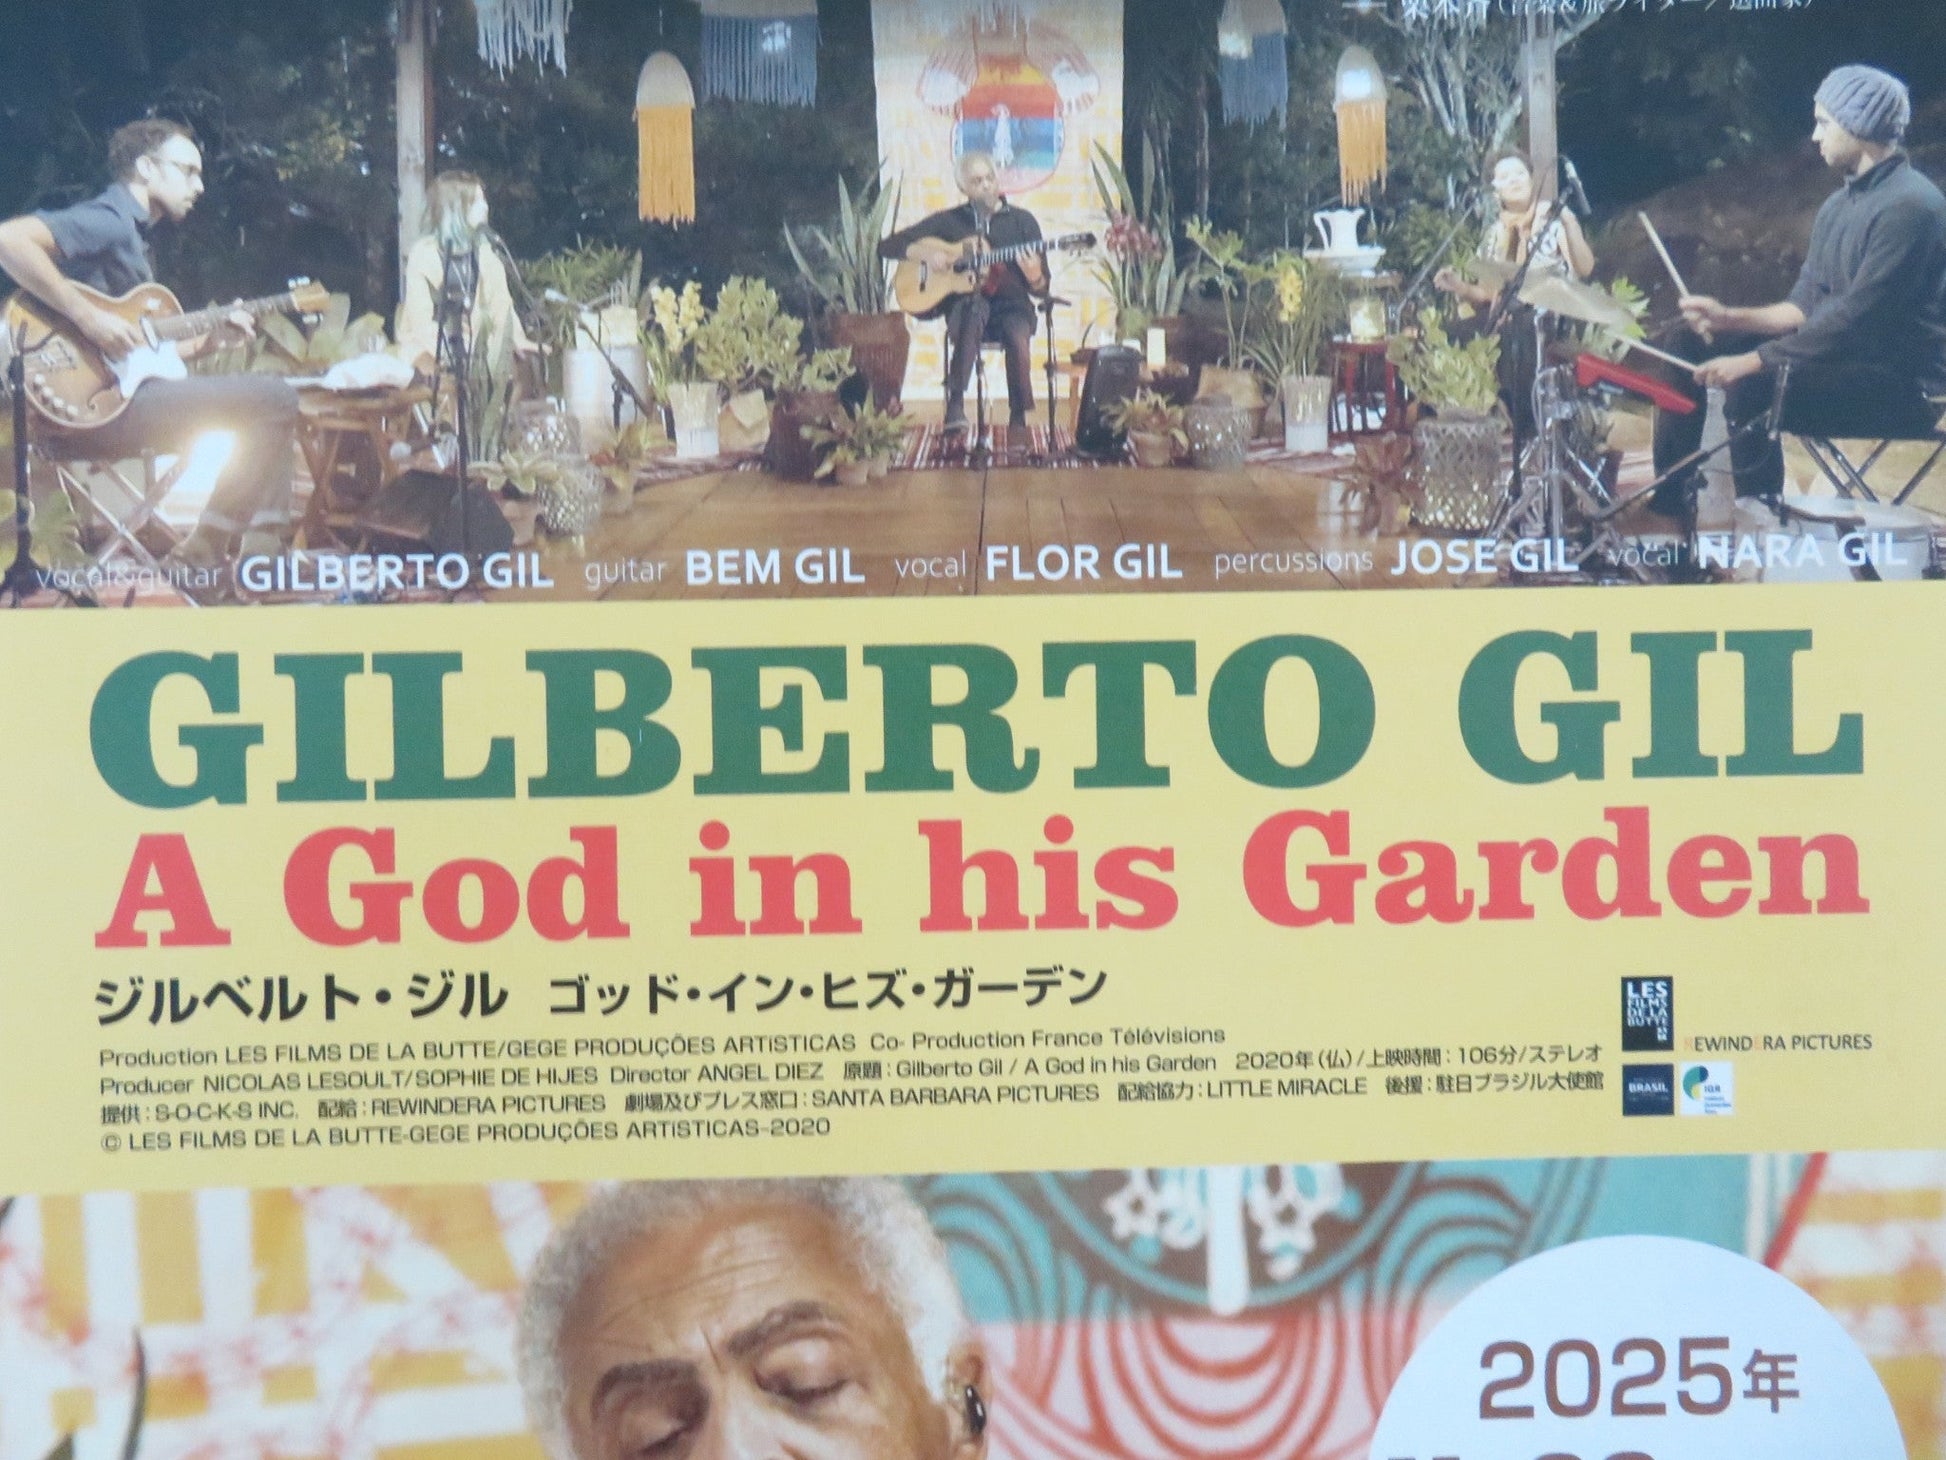 vocal&guitar GILBERTO GIL guitar BEM GIL vocal FLOR GIL percussions JOSE GIL vocal NARA GIL
GILBERTO GIL
A God in his Garden
ジルベルト・ジル ゴッド・イン・ヒズ・ガーデン
Production LES FILMS DE LA BUTTE/GEGE PRODUÇÕES ARTiSTICAS Co- Production France Télévisions
Producer NICOLAS LESOULT/SOPHIE DE HIJES Director ANGEL DIEZ 原題：Gilberto Gil / A God in his Garden 2020年（仏）/上映時間：106分/ステレオ
提供：S-O-C-K-S INC. 配給：REWINDERA PICTURES 劇場及びプレス窓口：SANTA BARBARA PICTURES 配給協力：LITTLE MIRACLE 後援：駐日ブラジル大使館
© LES FILMS DE LA BUTTE-GEGE PRODUÇÕES ARTiSTICAS-2020
LES
FILMS
DE LA
BUTTE
REWINDERA PICTURES
BRASIL
IGR
2025年